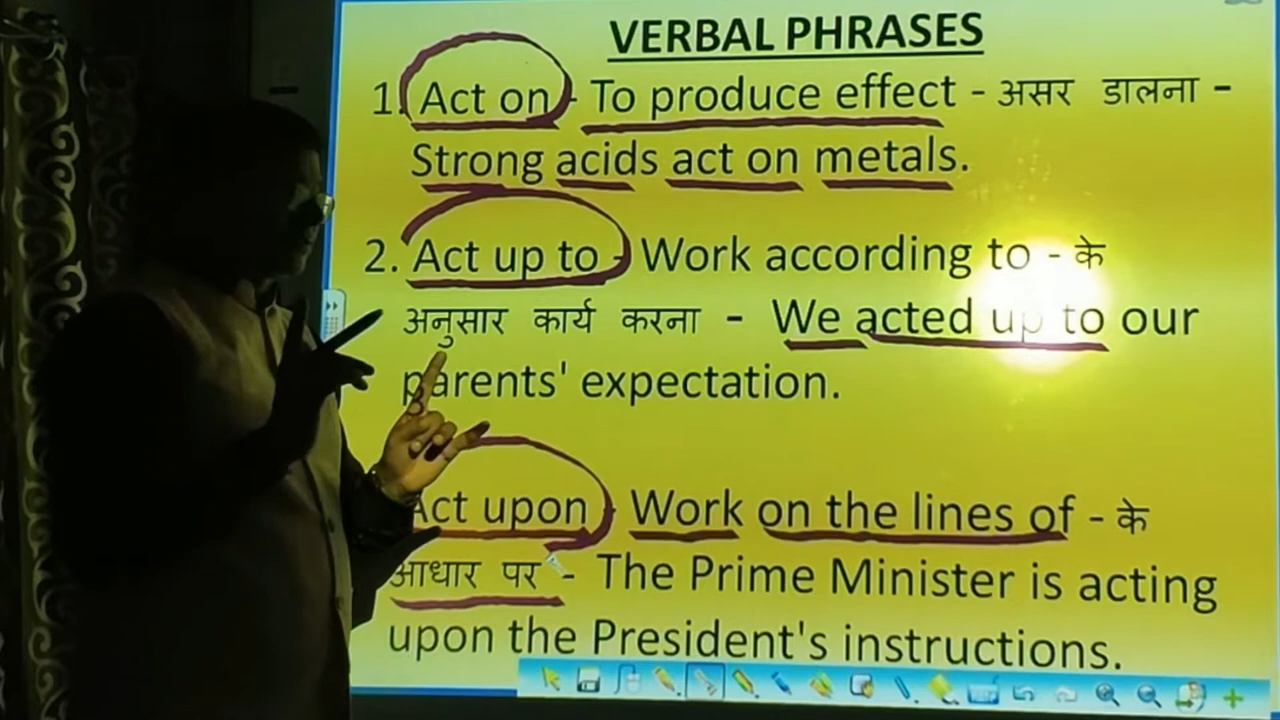 VERBAL PHRASES
1. Act on - To produce effect - असर डालना -
Strong acids act on metals.
2. Act up to - Work according to - के
अनुसार कार्य करना - We acted up to our
parents' expectation.
Act upon - Work on the lines of - के
आधार पर - The Prime Minister is acting
upon the President's instructions.